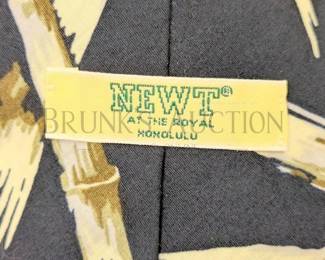 NEWT®
AT THE ROYAL
HONOLULU
BRUNK AUCTION